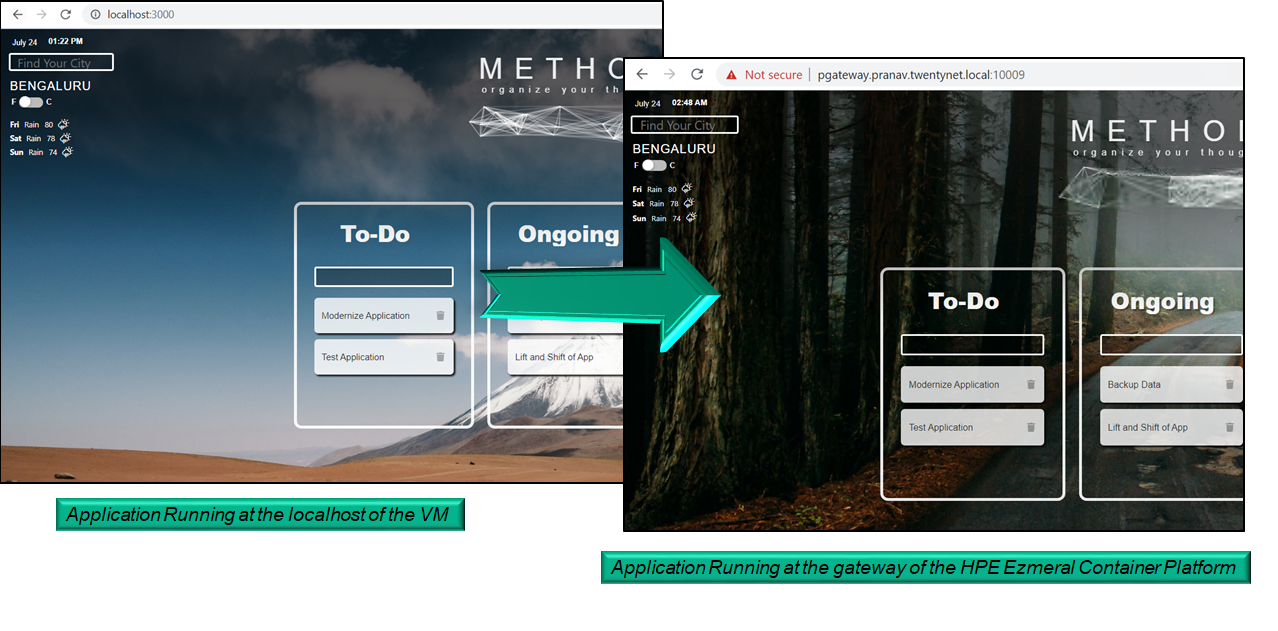 localhost:3000
July 24 01:22 PM
Find Your City
BENGALURU
F C
Fri Rain 80
Sat Rain 78
Sun Rain 74
METHO
organize your th
To-Do
Modernize Application
Test Application
Ongoing
Lift and Shift of App
Application Running at the localhost of the VM
Not secure pgateway.pranav.twentynet.local:10009
July 24 02:48 AM
Find Your City
BENGALURU
F C
Fri Rain 80
Sat Rain 78
Sun Rain 74
METHO
organize your thoug
To-Do
Modernize Application
Test Application
Ongoing
Backup Data
Lift and Shift of App
Application Running at the gateway of the HPE Ezmeral Container Platform